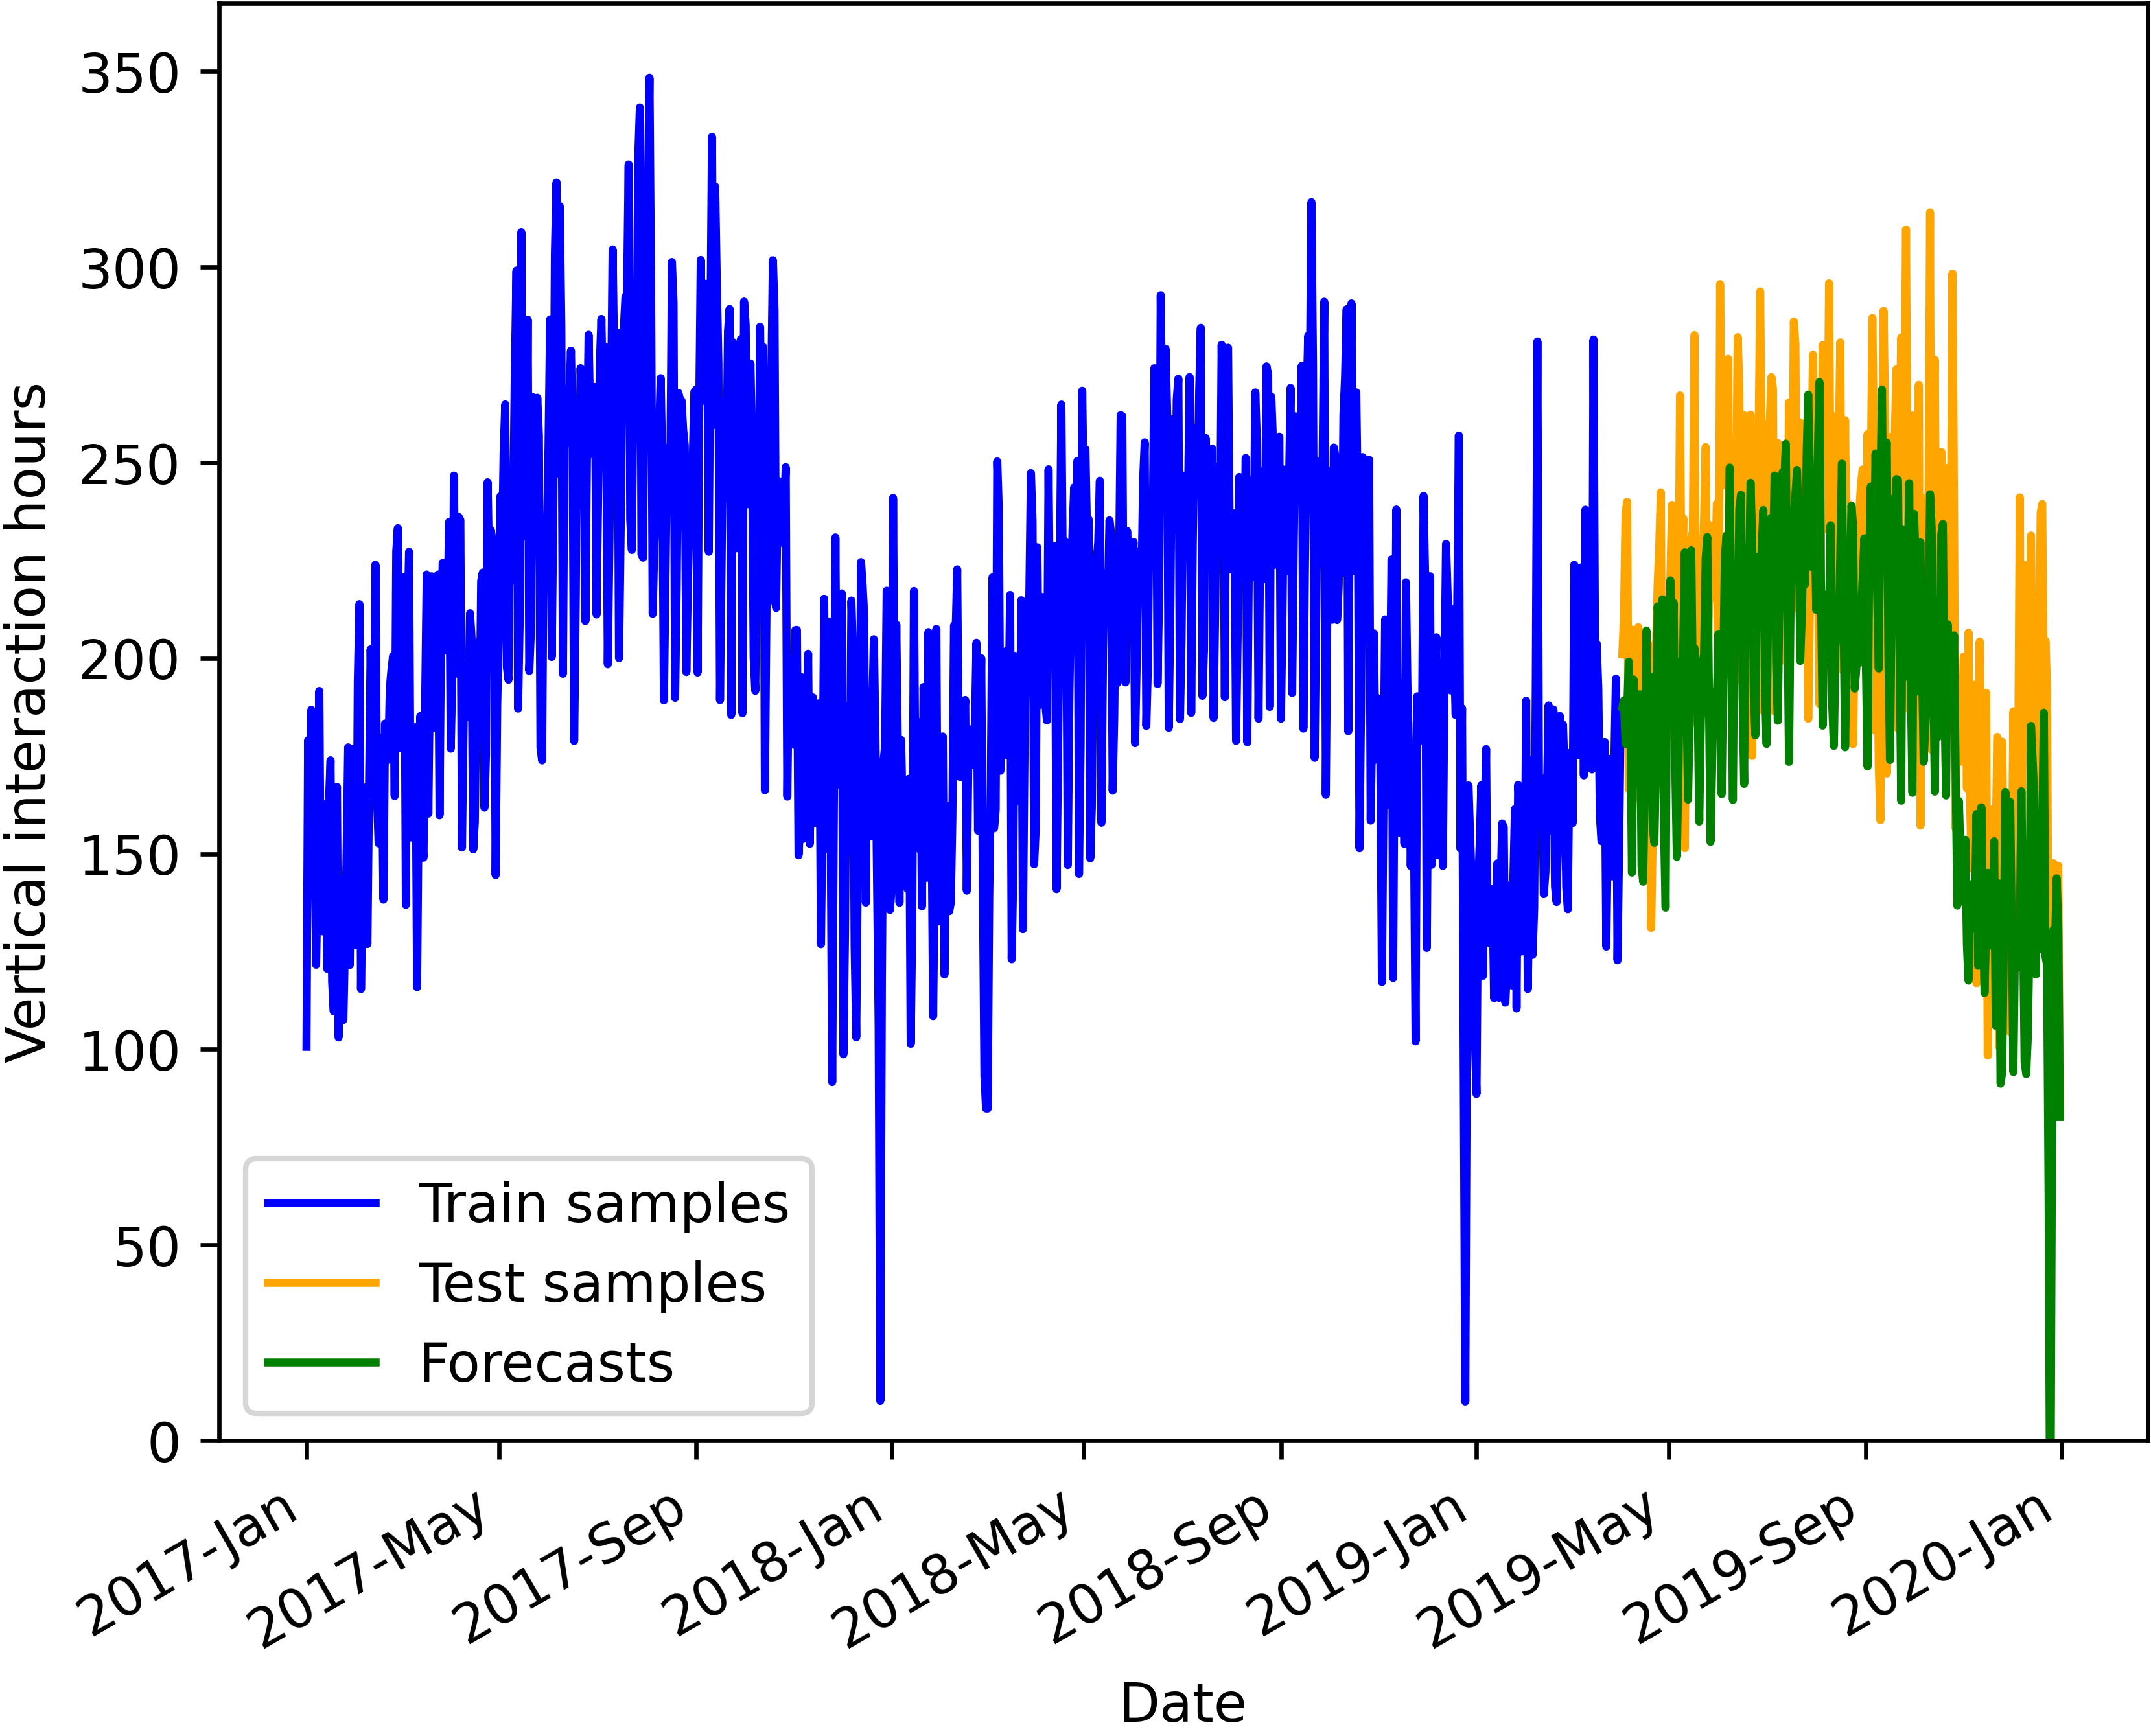 Vertical interaction hours
350
300
250
200
150
100
50
0
Train samples
Test samples
Forecasts
2017-Jan
2017-May
2017-Sep
2018-Jan
2018-May
2018-Sep
2019-Jan
2019-May
2019-Sep
2020-Jan
Date